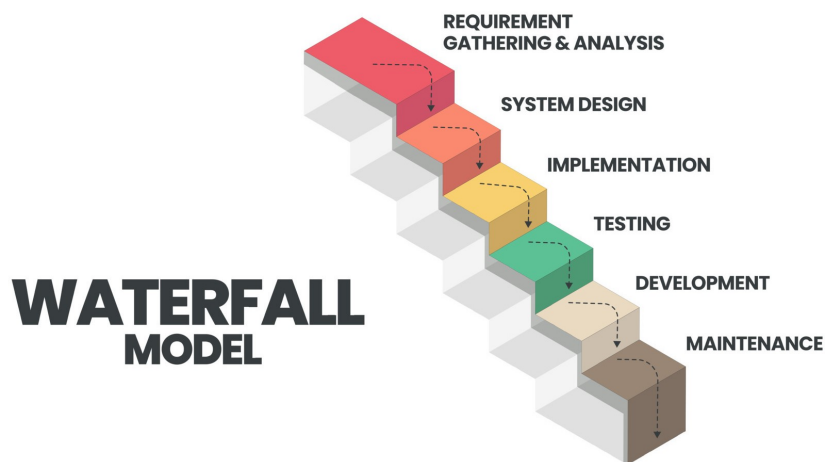 REQUIREMENT
GATHERING & ANALYSIS
SYSTEM DESIGN
IMPLEMENTATION
TESTING
DEVELOPMENT
MAINTENANCE
WATERFALL
MODEL